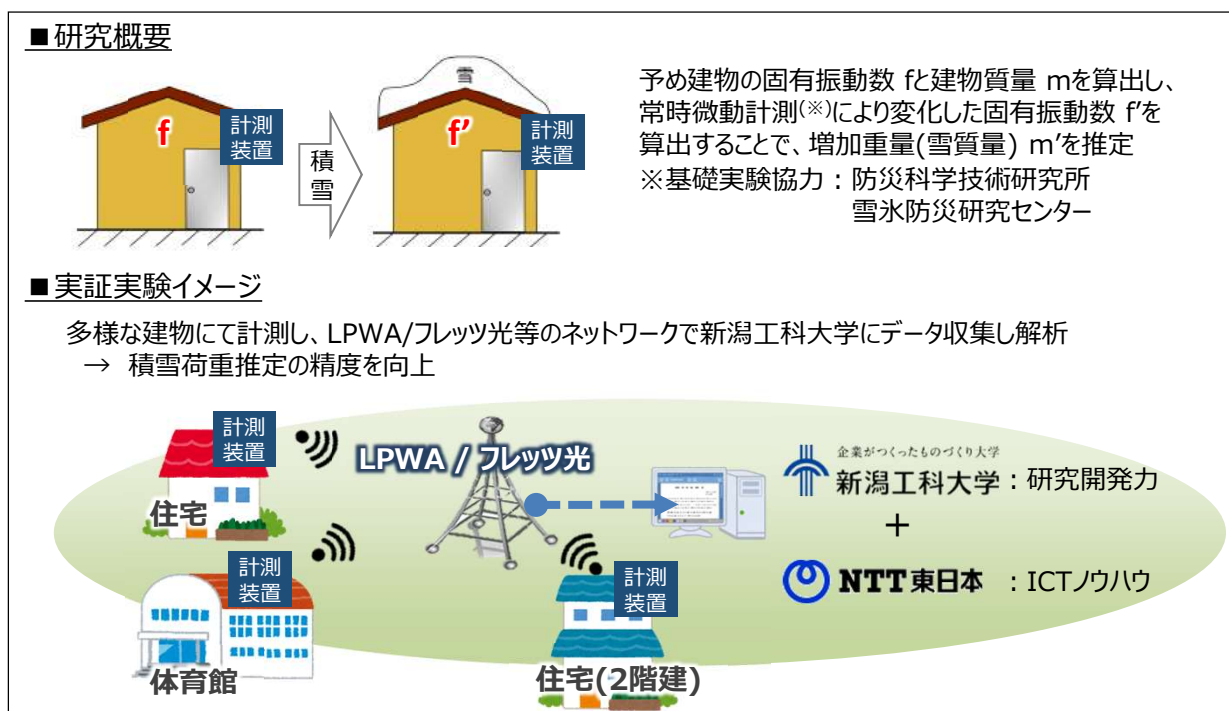 ■研究概要
雪
f
計測
装置
積
雪
f’
計測
装置
予め建物の固有振動数 fと建物質量 mを算出し、
常時微動計測(※)により変化した固有振動数 f’を
算出することで、増加重量(雪質量) m’を推定
※基礎実験協力:防災科学技術研究所
雪氷防災研究センター
■実証実験イメージ
多様な建物にて計測し、LPWA/フレッツ光等のネットワークで新潟工科大学にデータ収集し解析
→ 積雪荷重推定の精度を向上
計測
装置
住宅
LPWA / フレッツ光
企業がつくったものづくり大学
新潟工科大学:研究開発力
+
NTT東日本 :ICTノウハウ
計測
装置
体育館
計測
装置
住宅(2階建)